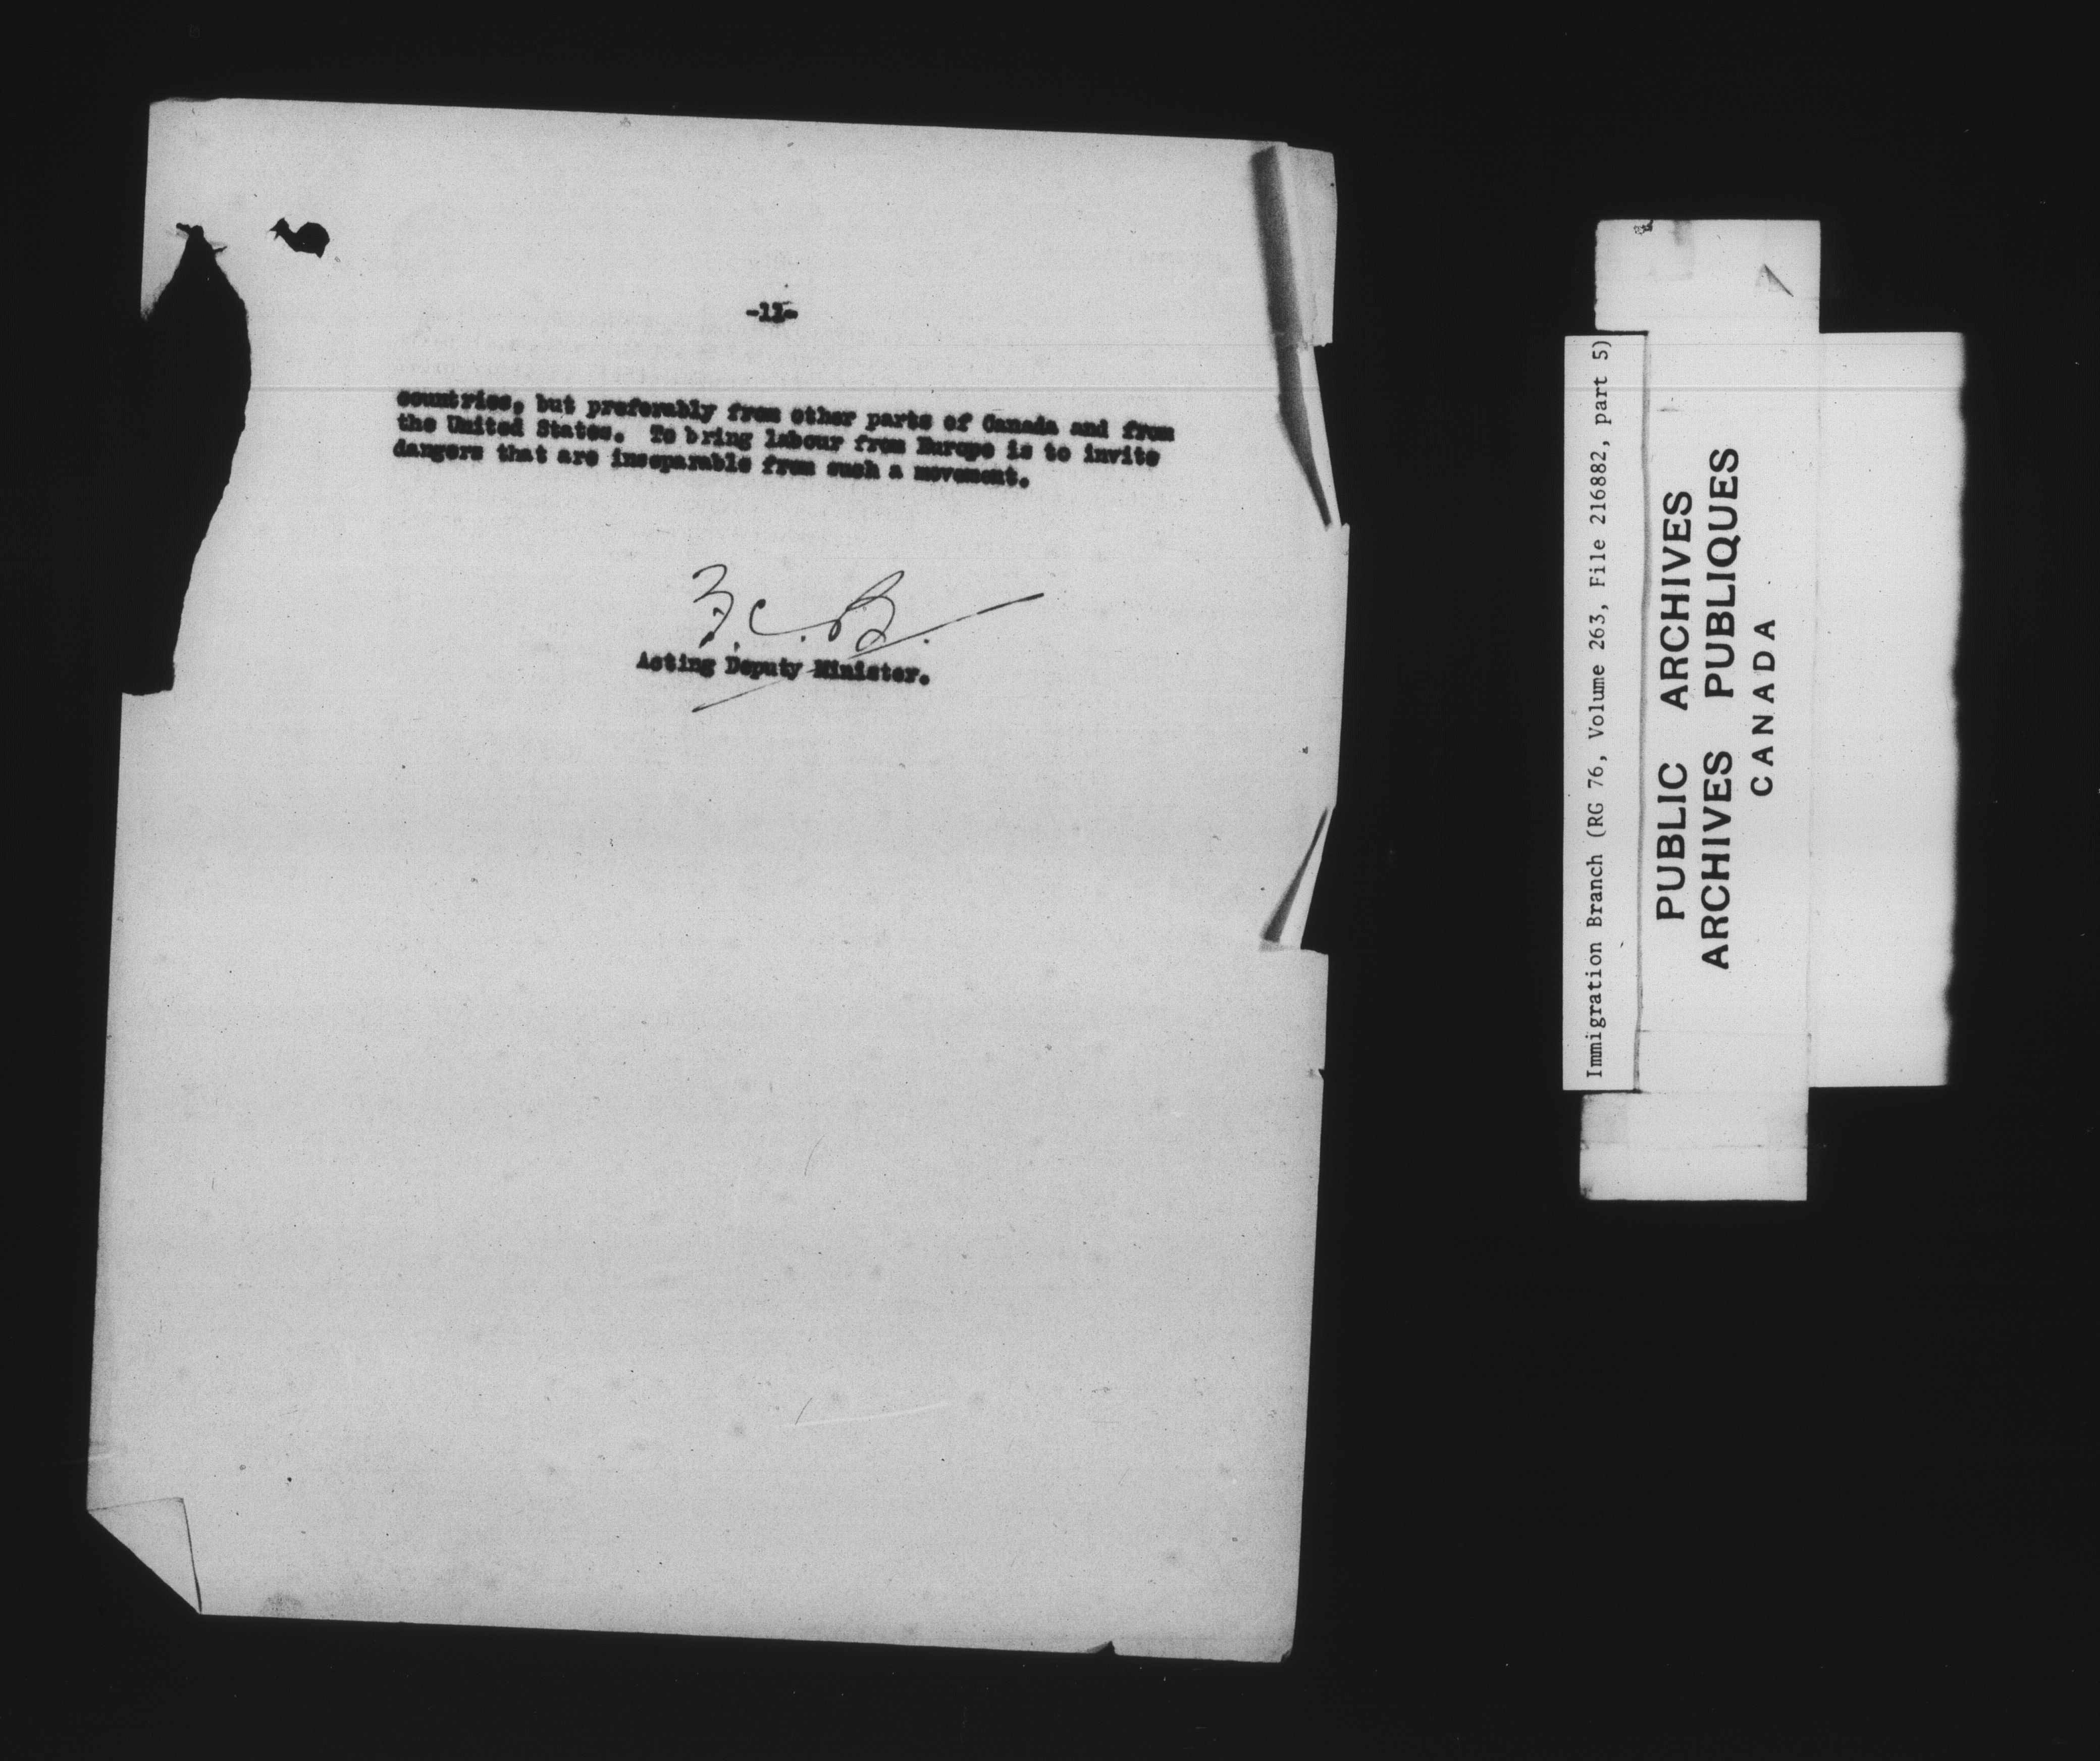 -11-
countries, but preferably from other parts of Canada and from
the United States. To bring labour from Europe is to invite
dangers that are inseparable from such a movement.
F.C.B.
Acting Deputy Minister.
Immigration Branch (RG 76, Volume 263, File 216882, part 5)
PUBLIC ARCHIVES
ARCHIVES PUBLIQUES
CANADA